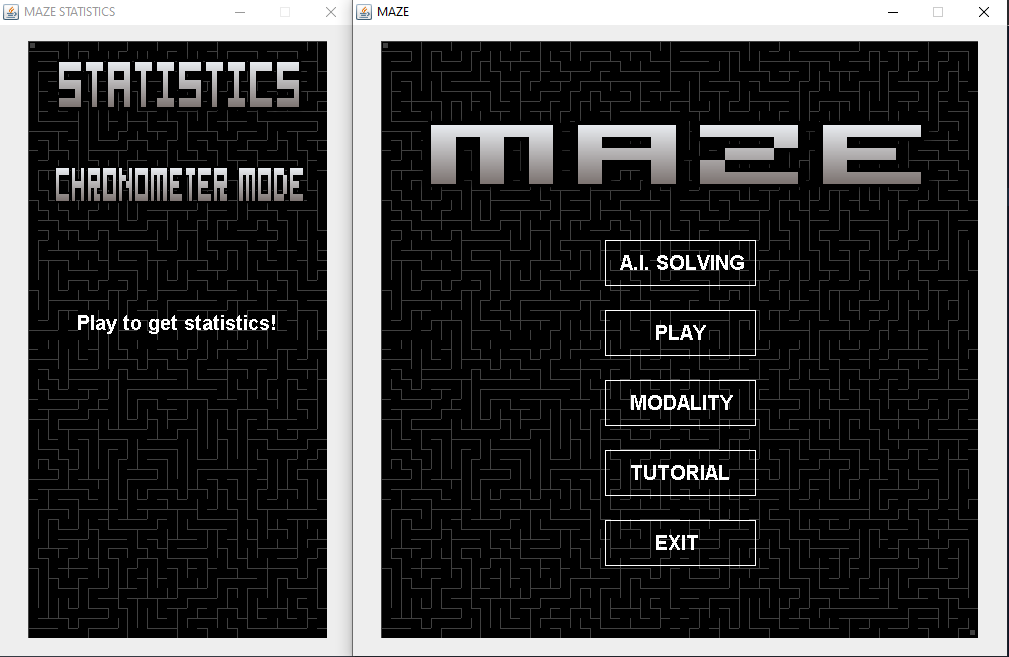 MAZE STATISTICS
STATISTICS
CHRONOMETER MODE
Play to get statistics!
MAZE
MAZE
A.I. SOLVING
PLAY
MODALITY
TUTORIAL
EXIT